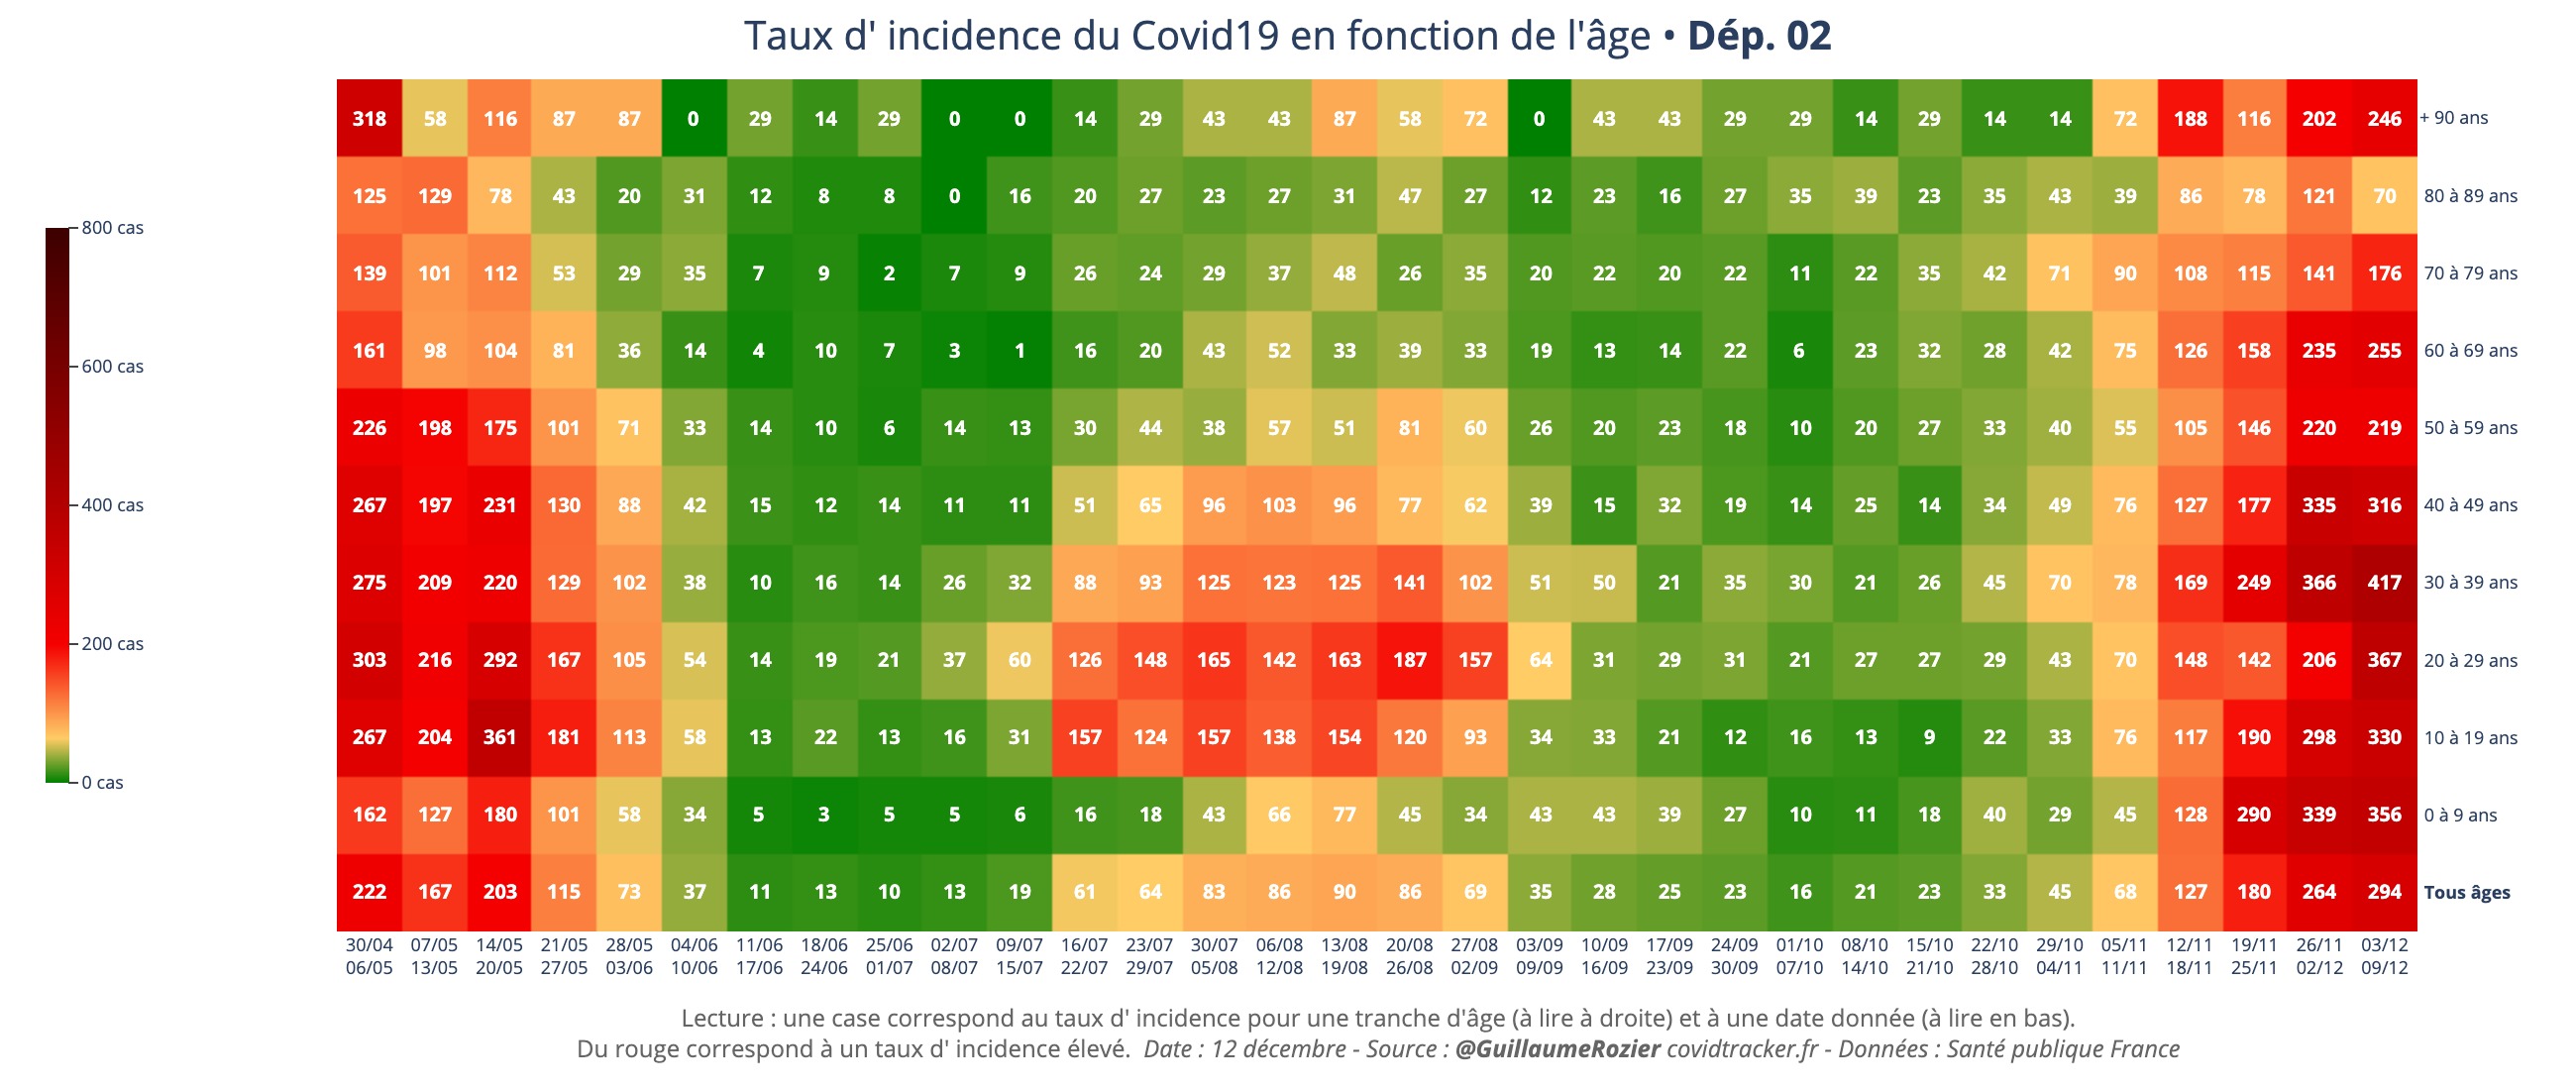 Taux d' incidence du Covid19 en fonction de l'âge • Dép. 02
318 58 116 87 87 0 29 14 29 0 0 14 29 43 43 87 58 72 0 43 43 29 29 14 29 14 14 72 188 116 202 246 + 90 ans
125 129 78 43 20 31 12 8 8 0 16 20 27 23 27 31 47 27 12 23 16 27 35 39 23 35 43 39 86 78 121 70 80 à 89 ans
800 cas
139 101 112 53 29 35 7 9 2 7 9 26 24 29 37 48 26 35 20 22 20 22 11 22 35 42 71 90 108 115 141 176 70 à 79 ans
161 98 104 81 36 14 4 10 7 3 1 16 20 43 52 33 39 33 19 13 14 22 6 23 32 28 42 75 126 158 235 255 60 à 69 ans
600 cas
226 198 175 101 71 33 14 10 6 14 13 30 44 38 57 51 81 60 26 20 23 18 10 20 27 33 40 55 105 146 220 219 50 à 59 ans
400 cas
267 197 231 130 88 42 15 12 14 11 11 51 65 96 103 96 77 62 39 15 32 19 14 25 14 34 49 76 127 177 335 316 40 à 49 ans
275 209 220 129 102 38 10 16 14 26 32 88 93 125 123 125 141 102 51 50 21 35 30 21 26 45 70 78 169 249 366 417 30 à 39 ans
200 cas
303 216 292 167 105 54 14 19 21 37 60 126 148 165 142 163 187 157 64 31 29 31 21 27 27 29 43 70 148 142 206 367 20 à 29 ans
267 204 361 181 113 58 13 22 13 16 31 157 124 157 138 154 120 93 34 33 21 12 16 13 9 22 33 76 117 190 298 330 10 à 19 ans
0 cas
162 127 180 101 58 34 5 3 5 5 6 16 18 43 66 77 45 34 43 43 39 27 10 11 18 40 29 45 128 290 339 356 0 à 9 ans
222 167 203 115 73 37 11 13 10 13 19 61 64 83 86 90 86 69 35 28 25 23 16 21 23 33 45 68 127 180 264 294 Tous âges
30/04 07/05 14/05 21/05 28/05 04/06 11/06 18/06 25/06 02/07 09/07 16/07 23/07 30/07 06/08 13/08 20/08 27/08 03/09 10/09 17/09 24/09 01/10 08/10 15/10 22/10 29/10 05/11 12/11 19/11 26/11 03/12
06/05 13/05 20/05 27/05 03/06 10/06 17/06 24/06 01/07 08/07 15/07 22/07 29/07 05/08 12/08 19/08 26/08 02/09 09/09 16/09 23/09 30/09 07/10 14/10 21/10 28/10 04/11 11/11 18/11 25/11 02/12 09/12
Lecture : une case correspond au taux d' incidence pour une tranche d'âge (à lire à droite) et à une date donnée (à lire en bas).
Du rouge correspond à un taux d' incidence élevé. Date : 12 décembre - Source : @GuillaumeRozier covidtracker.fr - Données : Santé publique France